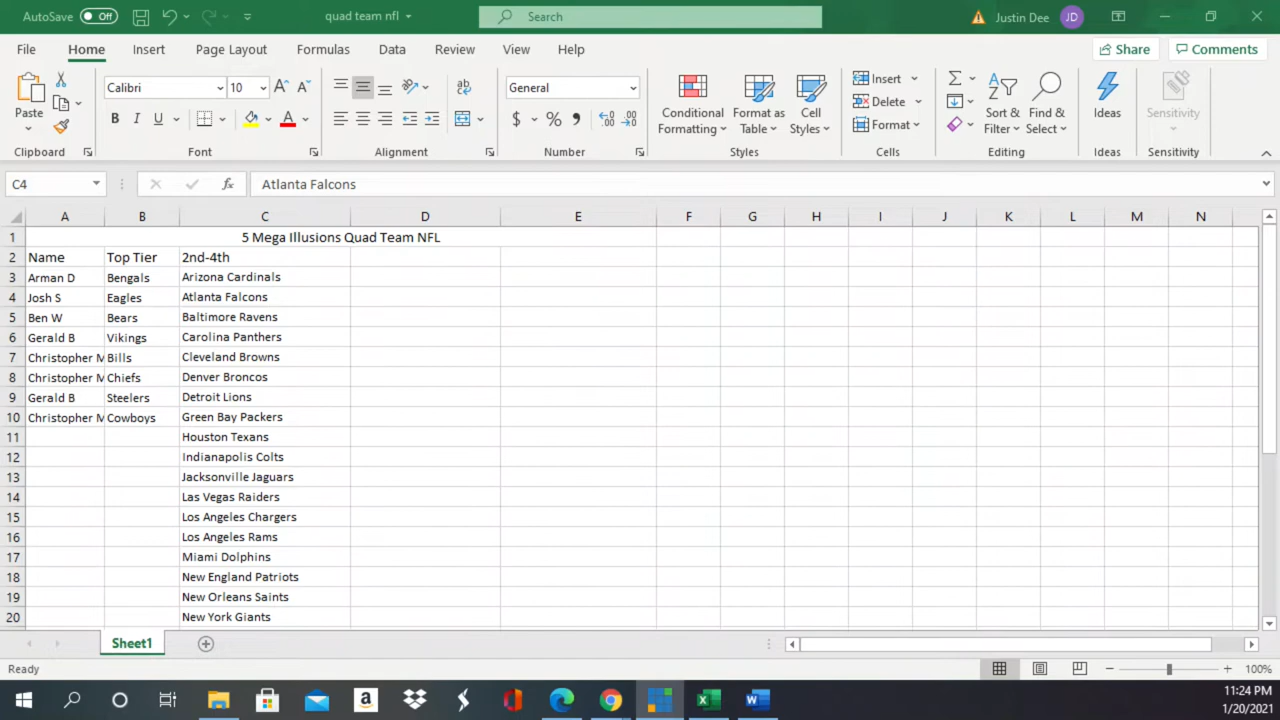 AutoSave Off quad team nfl Search Justin Dee JD
File Home Insert Page Layout Formulas Data Review View Help Share Comments
Paste Calibri 10 General Conditional Formatting Format as Table Cell Styles Insert Delete Format Sort & Filter Find & Select Ideas Sensitivity
Clipboard Font Alignment Number Styles Cells Editing Ideas Sensitivity
C4 fx Atlanta Falcons
A B C D E F G H I J K L M N
1 5 Mega Illusions Quad Team NFL
2 Name Top Tier 2nd-4th
3 Arman D Bengals Arizona Cardinals
4 Josh S Eagles Atlanta Falcons
5 Ben W Bears Baltimore Ravens
6 Gerald B Vikings Carolina Panthers
7 Christopher M Bills Cleveland Browns
8 Christopher M Chiefs Denver Broncos
9 Gerald B Steelers Detroit Lions
10 Christopher M Cowboys Green Bay Packers
11 Houston Texans
12 Indianapolis Colts
13 Jacksonville Jaguars
14 Las Vegas Raiders
15 Los Angeles Chargers
16 Los Angeles Rams
17 Miami Dolphins
18 New England Patriots
19 New Orleans Saints
20 New York Giants
Sheet1
Ready 100%
11:24 PM
1/20/2021